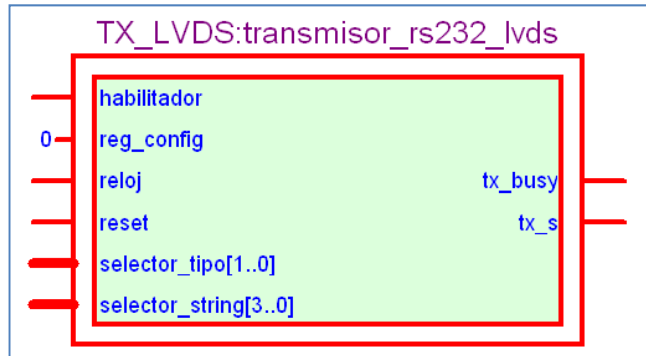 TX_LVDS:transmisor_rs232_lvds
habilitador
0 reg_config
reloj tx_busy
reset tx_s
selector_tipo[1..0]
selector_string[3..0]